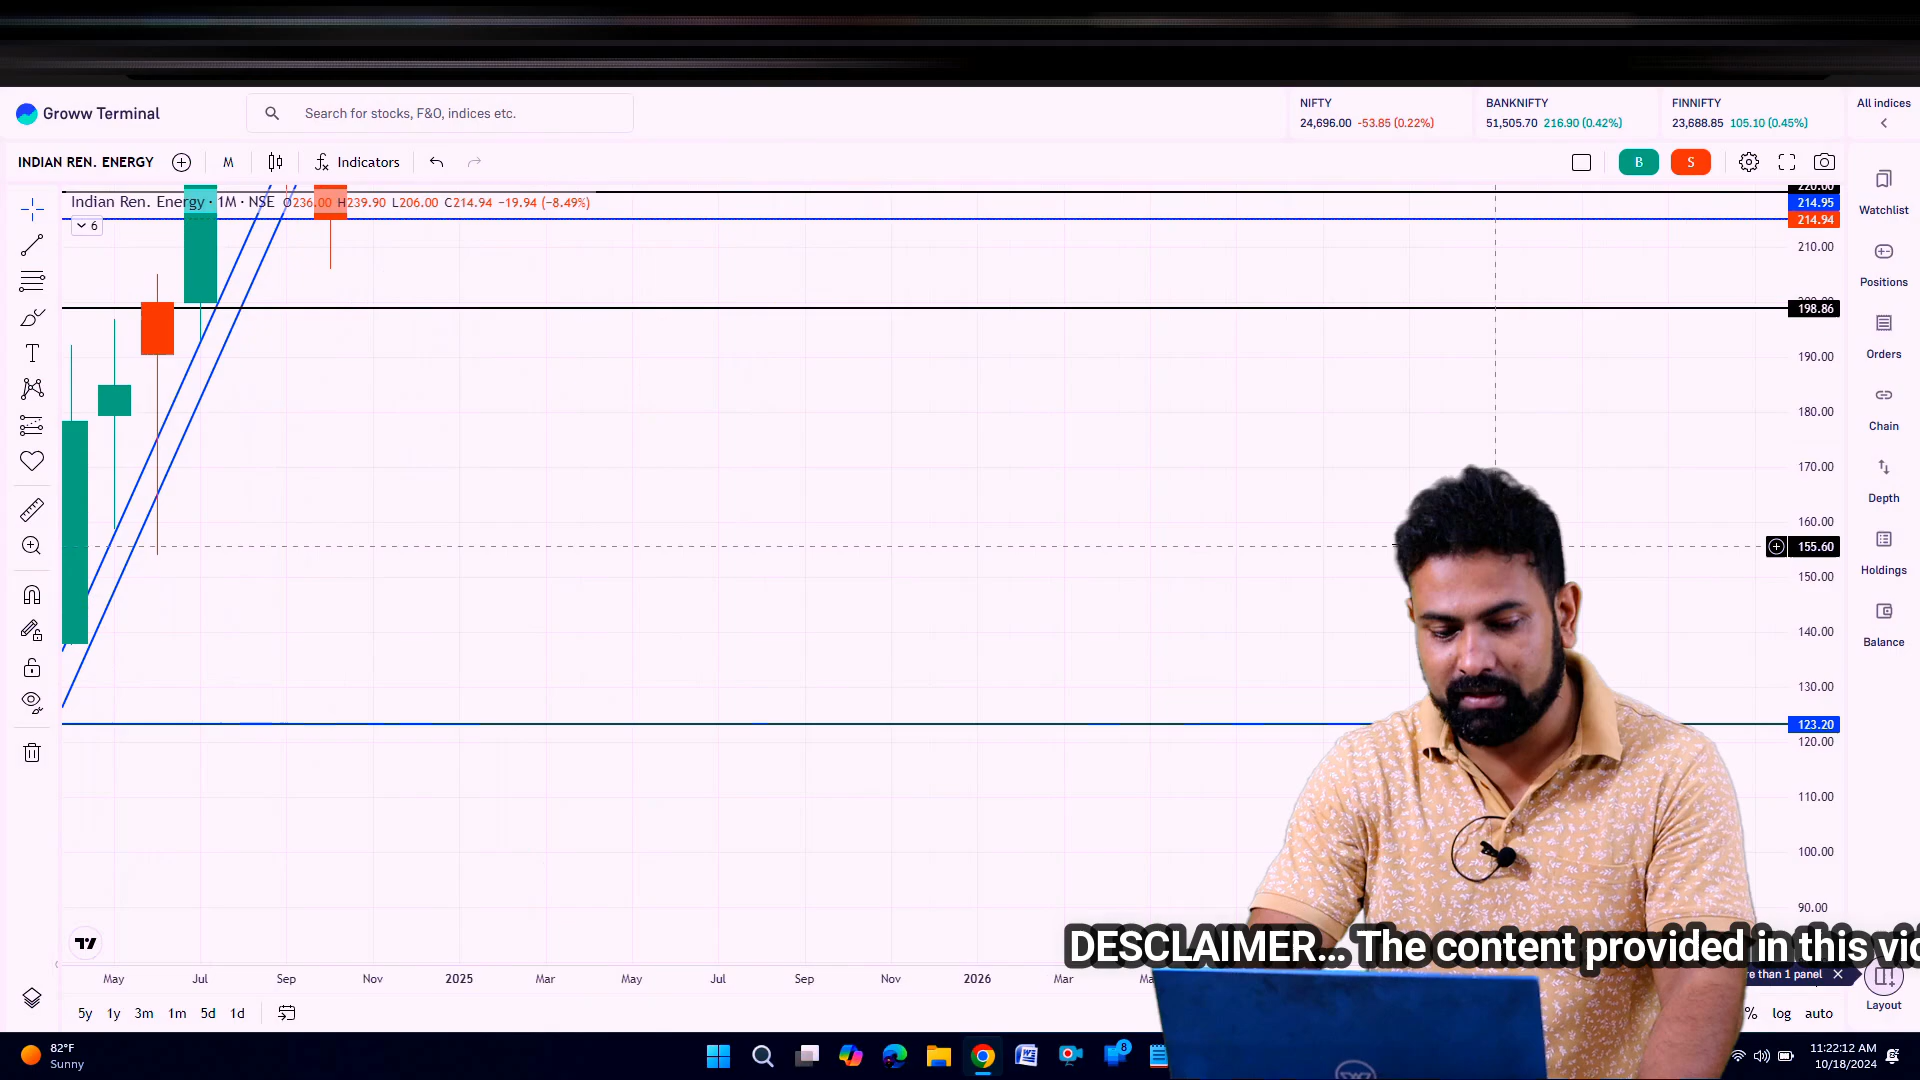 Groww Terminal
Search for stocks, F&O, indices etc.
NIFTY
24,696.00 -53.85 (0.22%)
BANKNIFTY
51,505.70 216.90 (0.42%)
FINNIFTY
23,688.85 105.10 (0.45%)
All indices
INDIAN REN. ENERGY
M
Indicators
B
S
Indian Ren. Energy · 1M · NSE O236.00 H239.90 L206.00 C214.94 −19.94 (−8.49%)
6
220.00
214.95
214.94
210.00
198.86
190.00
180.00
170.00
160.00
155.60
150.00
140.00
130.00
123.20
120.00
110.00
100.00
90.00
Watchlist
Positions
Orders
Chain
Depth
Holdings
Balance
DESCLAIMER... The content provided in this
than 1 panel
Layout
May Jul Sep Nov 2025 Mar May Jul Sep Nov 2026 Mar
5y 1y 3m 1m 5d 1d
% log auto
82°F
Sunny
8
11:22:12 AM
10/18/2024